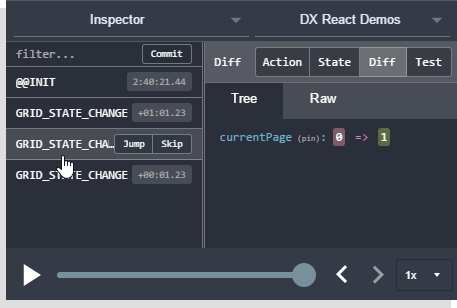 Inspector
DX React Demos
filter...
Commit
@@INIT
2:40:21.44
GRID_STATE_CHANGE
+01:01.23
GRID_STATE_CHA…
Jump
Skip
GRID_STATE_CHANGE
+00:01.23
Diff
Action
State
Diff
Test
Tree
Raw
currentPage (pin): 0 => 1
1x